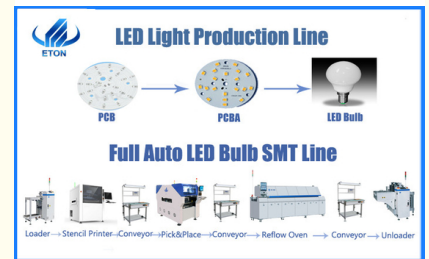 ETON
LED Light Production Line
PCB
PCBA
LED Bulb
Full Auto LED Bulb SMT Line
Loader → Stencil Printer → Conveyor → Pick&Place → Conveyor → Reflow Oven → Conveyor → Unloader